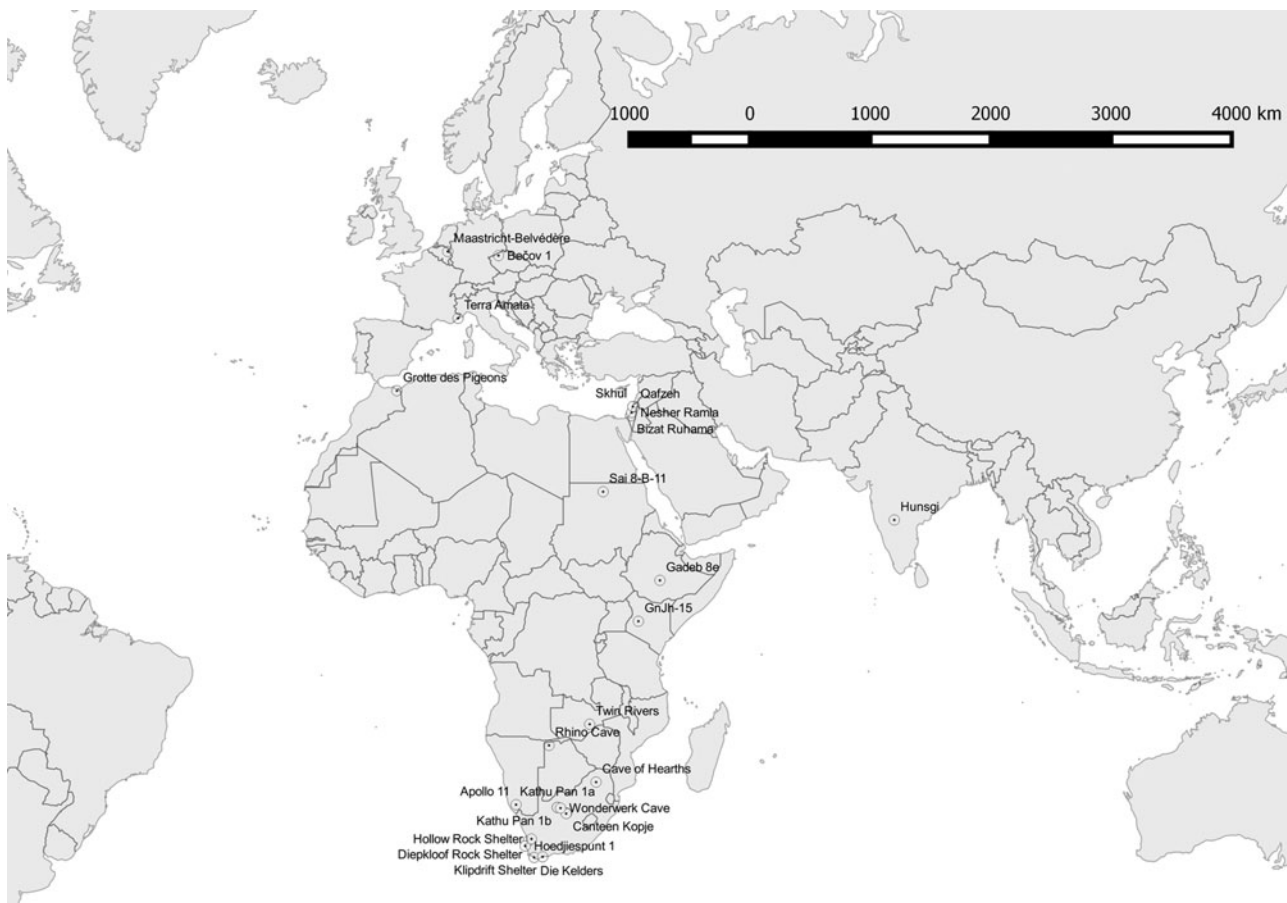 1000 0 1000 2000 3000 4000 km
Maastricht-Belvédère
Bečov 1
Terra Amata
Grotte des Pigeons
Skhul Qafzeh
Nesher Ramla
Bizat Ruhama
Sai 8-B-11
Hunsgi
Gadeb 8e
GnJh-15
Twin Rivers
Rhino Cave
Cave of Hearths
Apollo 11 Kathu Pan 1a
Wonderwerk Cave
Kathu Pan 1b
Canteen Kopje
Hollow Rock Shelter
Hoedjiespunt 1
Diepkloof Rock Shelter
Klipdrift Shelter Die Kelders